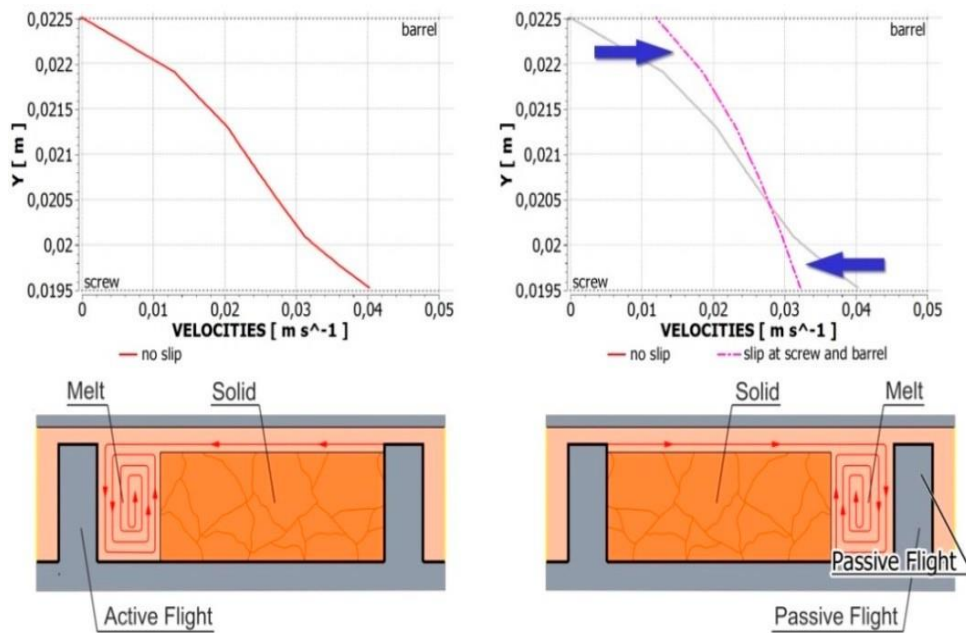 0,0225
0,022
0,0215
0,021
0,0205
0,02
0,0195
Y [ m ]
barrel
screw
0
0,01
0,02
0,03
0,04
0,05
VELOCITIES [ m s^-1 ]
no slip
0,0225
0,022
0,0215
0,021
0,0205
0,02
0,0195
Y [ m ]
barrel
screw
0
0,01
0,02
0,03
0,04
0,05
VELOCITIES [ m s^-1 ]
no slip
slip at screw and barrel
Melt
Solid
Active Flight
Solid
Melt
Passive Flight
Passive Flight